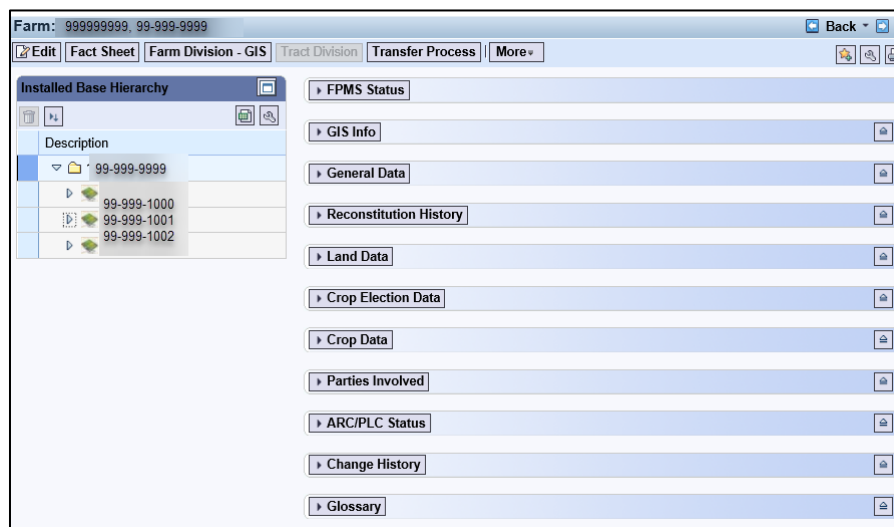 Farm: 999999999, 99-999-9999 Back
Edit Fact Sheet Farm Division - GIS Tract Division Transfer Process More
Installed Base Hierarchy
Description
99-999-9999
99-999-1000
99-999-1001
99-999-1002
FPMS Status
GIS Info
General Data
Reconstitution History
Land Data
Crop Election Data
Crop Data
Parties Involved
ARC/PLC Status
Change History
Glossary